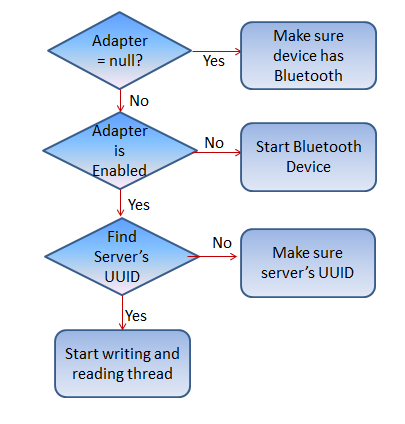 Adapter
= null?
Yes
Make sure
device has
Bluetooth
No
Adapter
is
Enabled
No
Start Bluetooth
Device
Yes
Find
Server's
UUID
No
Make sure
server's UUID
Yes
Start writing and
reading thread